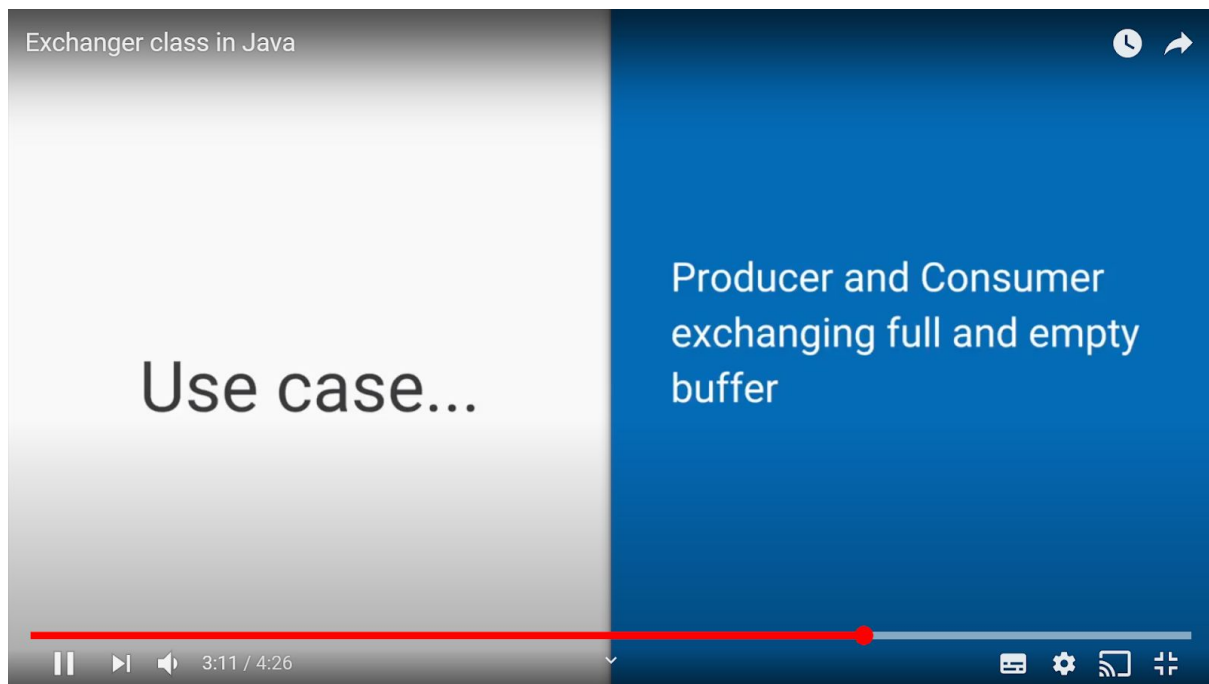 Exchanger class in Java
Use case...
Producer and Consumer
exchanging full and empty
buffer
3:11 / 4:26